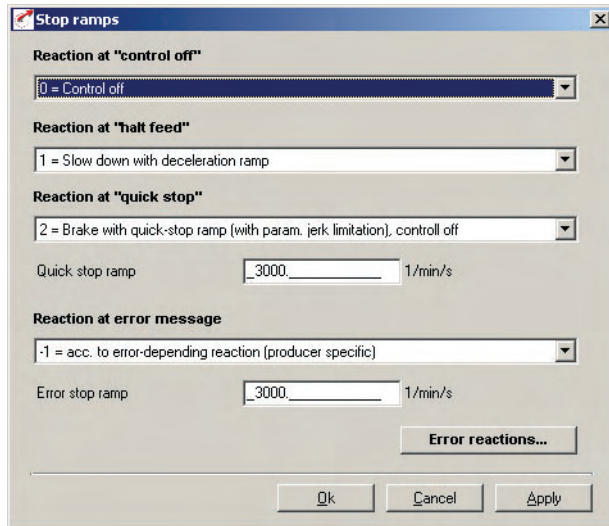 Stop ramps
Reaction at "control off"
0 = Control off
Reaction at "halt feed"
1 = Slow down with deceleration ramp
Reaction at "quick stop"
2 = Brake with quick-stop ramp (with param. jerk limitation), controll off
Quick stop ramp _3000.____________ 1/min/s
Reaction at error message
-1 = acc. to error-depending reaction (producer specific)
Error stop ramp _3000.____________ 1/min/s
Error reactions...
Ok Cancel Apply